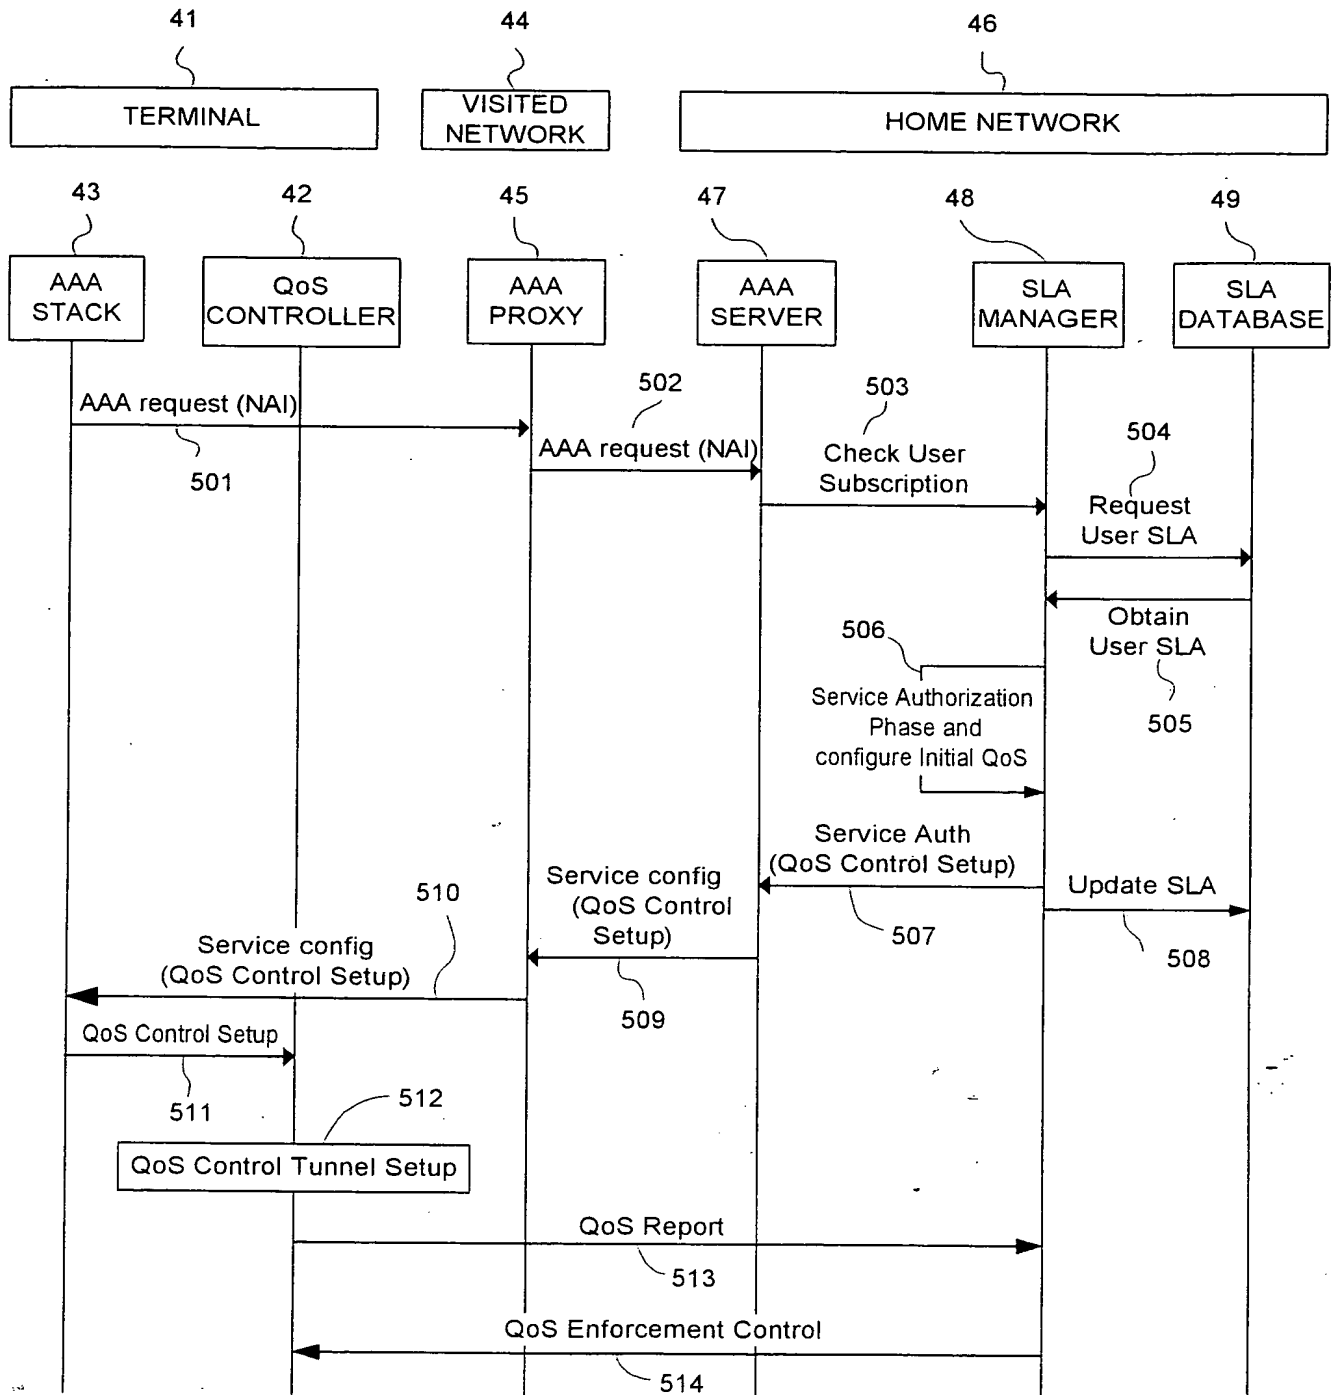 41
44
46
TERMINAL
VISITED
NETWORK
HOME NETWORK
43
42
45
47
48
49
AAA
STACK
QoS
CONTROLLER
AAA
PROXY
AAA
SERVER
SLA
MANAGER
SLA
DATABASE
AAA request (NAI)
501
502
AAA request (NAI)
503
Check User
Subscription
504
Request
User SLA
Obtain
User SLA
505
506
Service Authorization
Phase and
configure Initial QoS
Service Auth
(QoS Control Setup)
507
Update SLA
508
Service config
(QoS Control
Setup)
509
510
Service config
(QoS Control Setup)
QoS Control Setup
511
512
QoS Control Tunnel Setup
QoS Report
513
QoS Enforcement Control
514